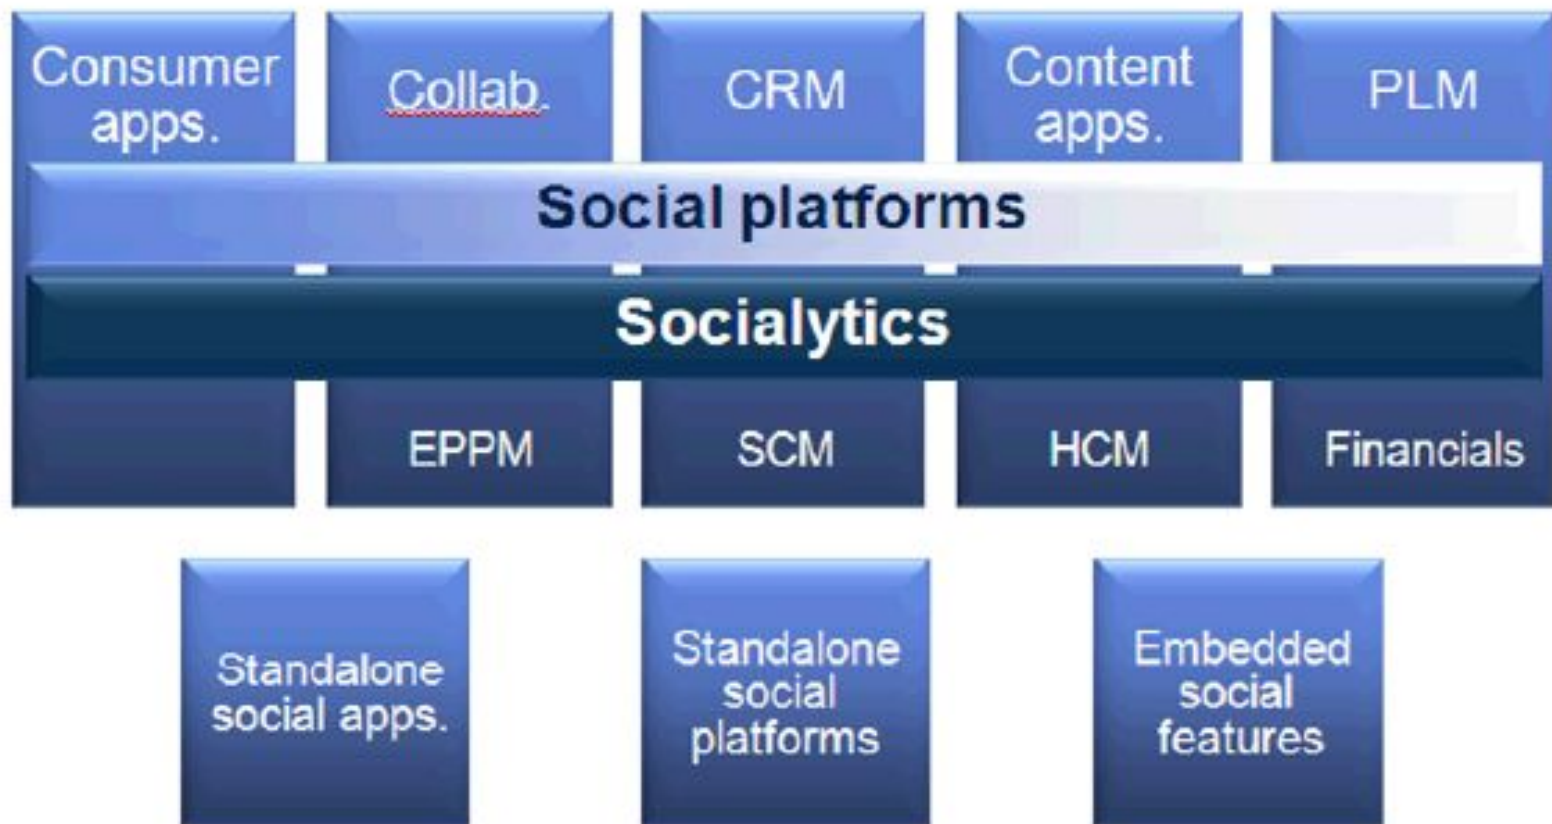 Consumer
apps.
Collab.
CRM
Content
apps.
PLM
Social platforms
Socialytics
EPPM
SCM
HCM
Financials
Standalone
social apps.
Standalone
social
platforms
Embedded
social
features